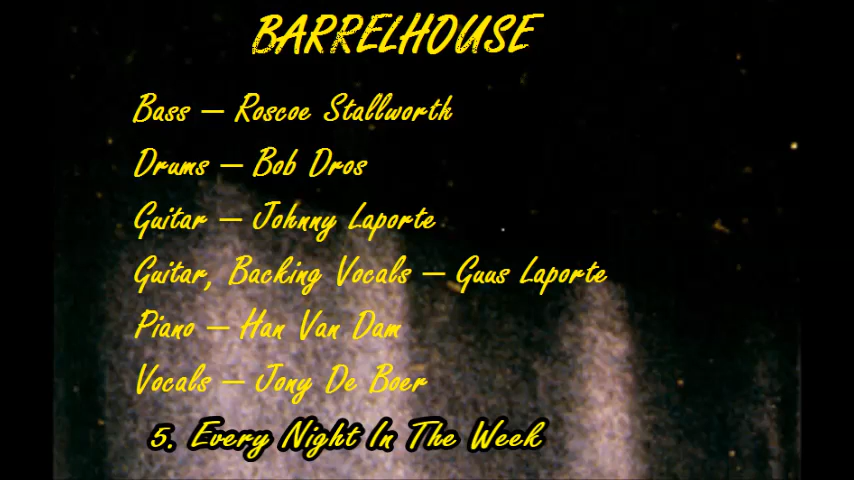 BARRELHOUSE
Bass – Roscoe Stallworth
Drums – Bob Dros
Guitar – Johnny Laporte
Guitar, Backing Vocals – Guus Laporte
Piano – Han Van Dam
Vocals – Jony De Boer
5. Every Night In The Week